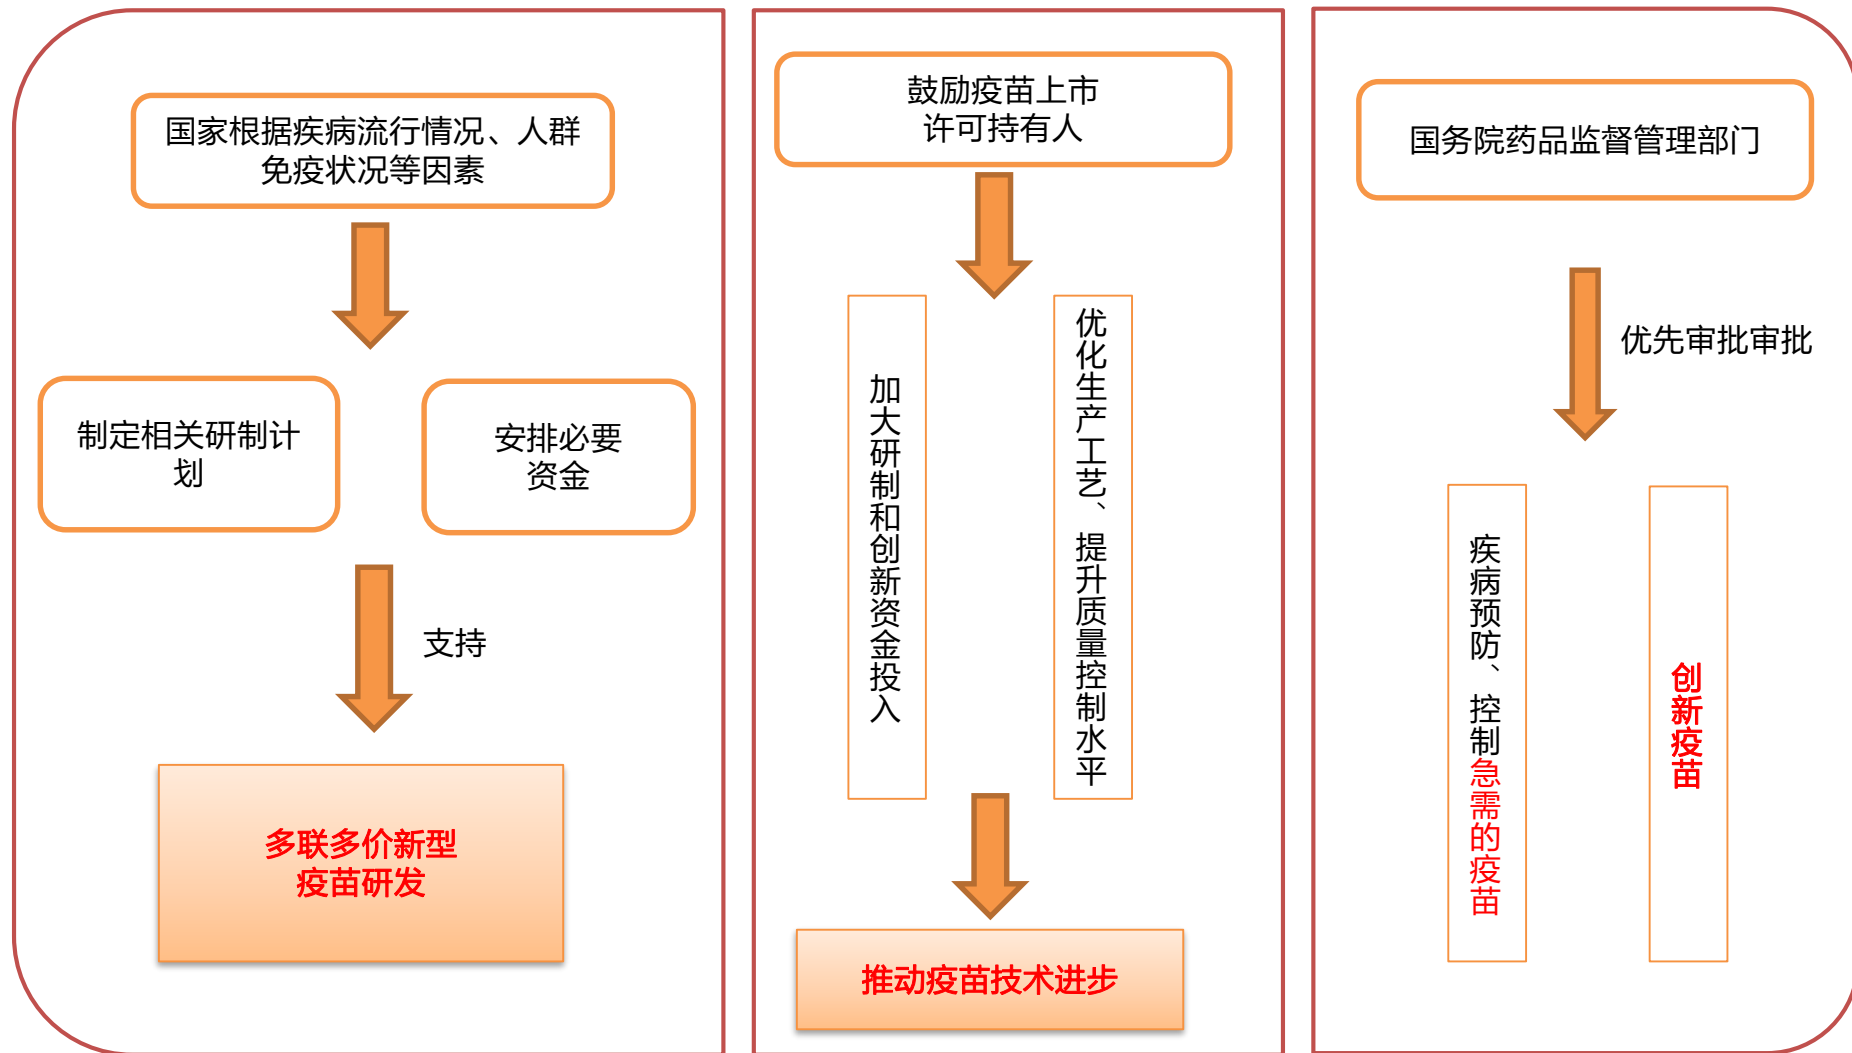 国家根据疾病流行情况、人群
免疫状况等因素
制定相关研制计
划
安排必要
资金
支持
多联多价新型
疫苗研发
鼓励疫苗上市
许可持有人
加大研制和创新资金投入
优化生产工艺、提升质量控制水平
推动疫苗技术进步
国务院药品监督管理部门
优先审批审批
疾病预防、控制急需的疫苗
创新疫苗